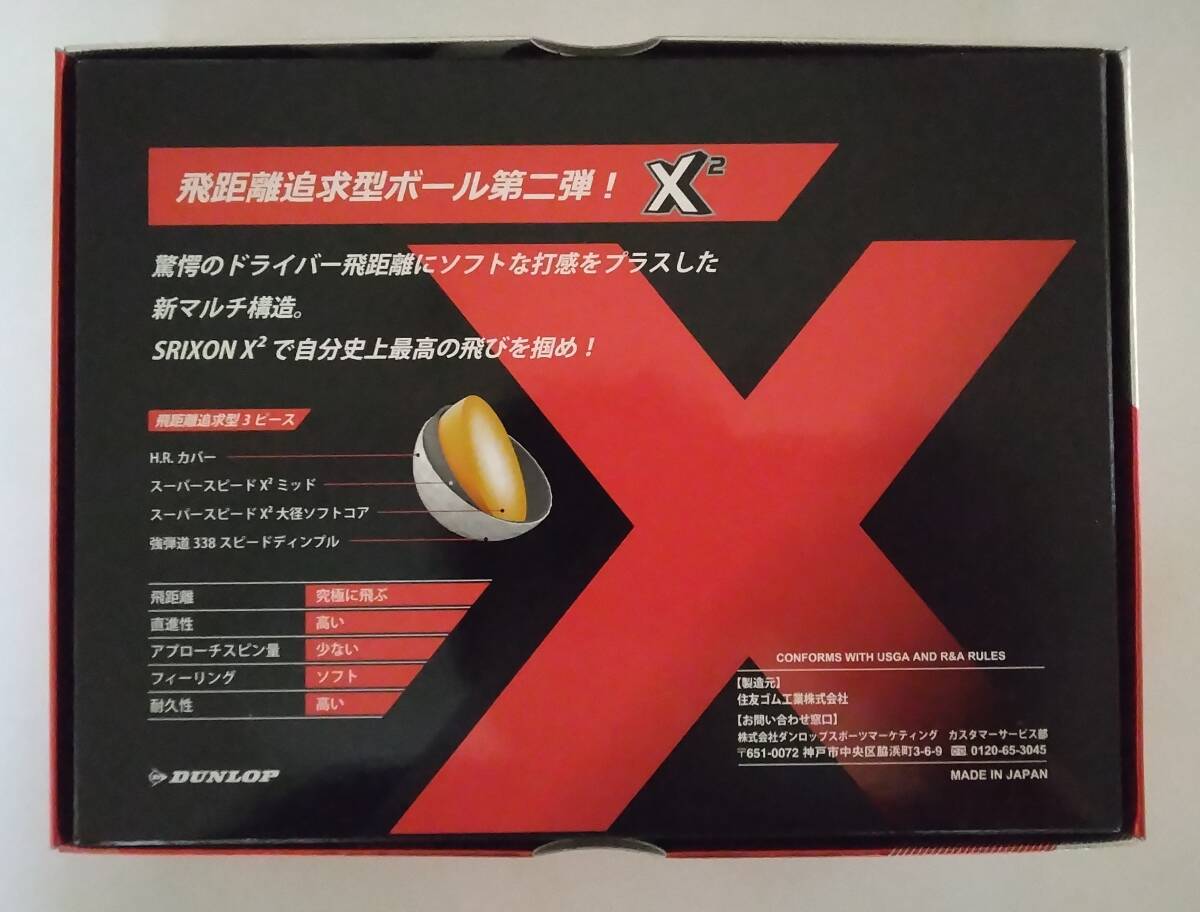 飛距離追求型ボール第二弾！ X²
驚愕のドライバー飛距離にソフトな打感をプラスした
新マルチ構造。
SRIXON X² で自分史上最高の飛びを掴め！
飛距離追求型3ピース
H.R. カバー
スーパースピード X² ミッド
スーパースピード X² 大径ソフトコア
強弾道 338 スピードディンプル
飛距離 究極に飛ぶ
直進性 高い
アプローチスピン量 少ない
フィーリング ソフト
耐久性 高い
DUNLOP
CONFORMS WITH USGA AND R&A RULES
【製造元】
住友ゴム工業株式会社
【お問い合わせ窓口】
株式会社ダンロップスポーツマーケティング カスタマーサービス部
〒651-0072 神戸市中央区脇浜町3-6-9 0120-65-3045
MADE IN JAPAN